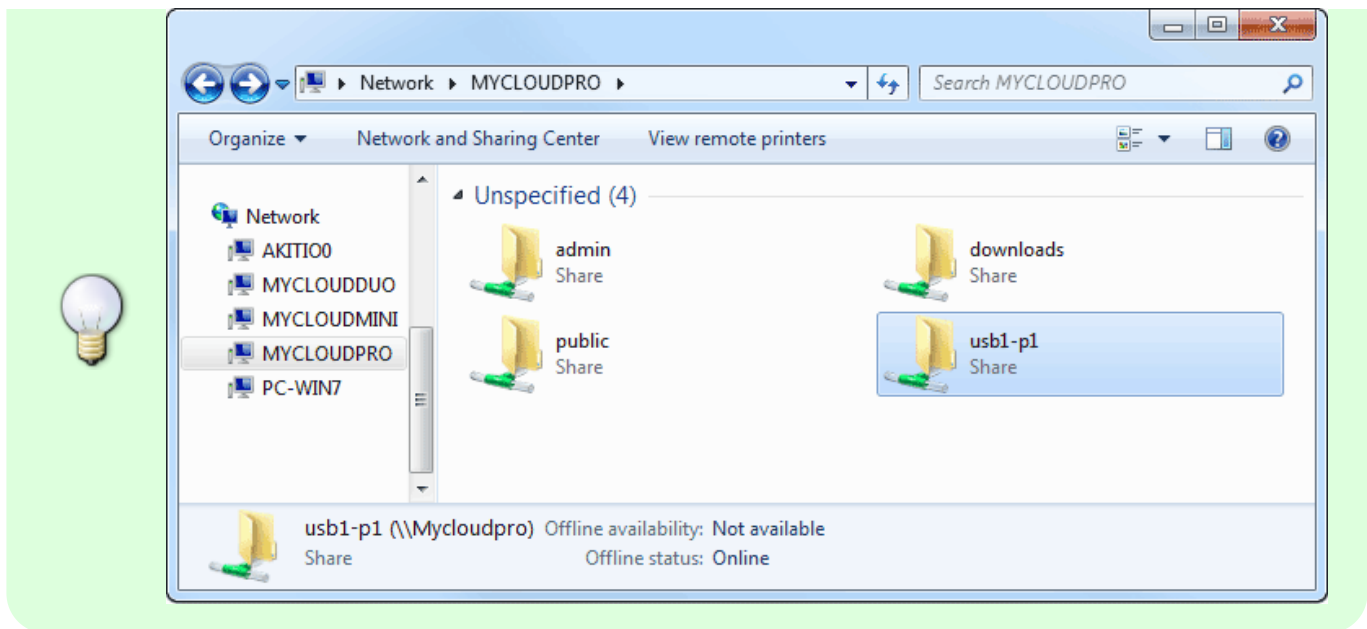 Network MYCLOUDPRO
Search MYCLOUDPRO
Organize Network and Sharing Center View remote printers
Network
AKITIO0
MYCLOUDDUO
MYCLOUDMINI
MYCLOUDPRO
PC-WIN7
Unspecified (4)
admin
Share
downloads
Share
public
Share
usb1-p1
Share
usb1-p1 (\\Mycloudpro) Offline availability: Not available
Share Offline status: Online